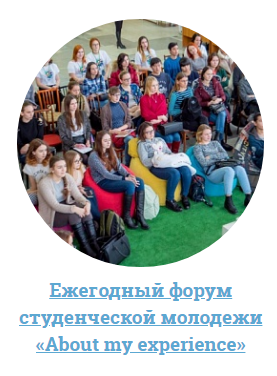 Ежегодный форум
студенческой молодежи
«About my experience»